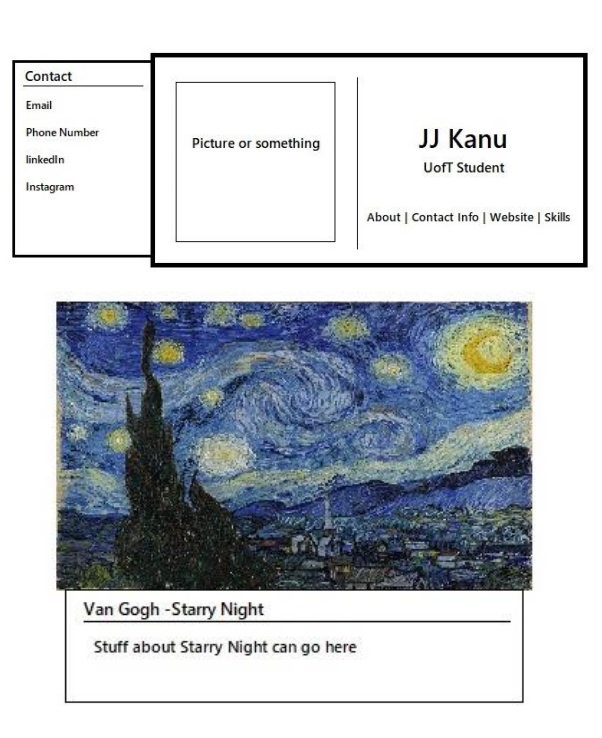 Contact
Email
Phone Number
linkedIn
Instagram
Picture or something
JJ Kanu
UofT Student
About | Contact Info | Website | Skills
Van Gogh -Starry Night
Stuff about Starry Night can go here